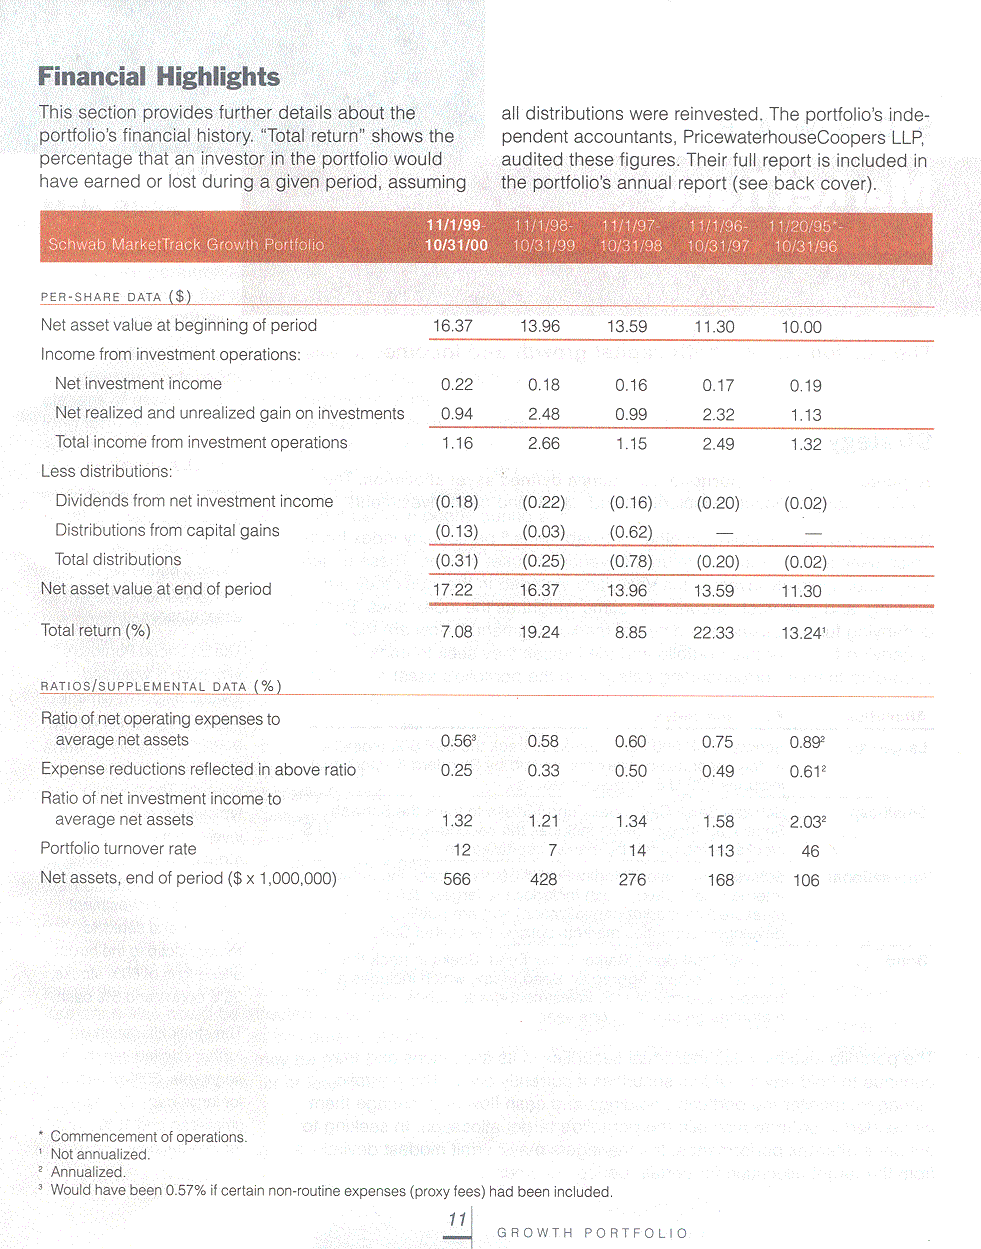 Financial Highlights
This section provides further details about the
portfolio's financial history. “Total return” shows the
percentage that an investor in the portfolio would
have earned or lost during a given period, assuming
all distributions were reinvested. The portfolio's inde-
pendent accountants, PricewaterhouseCoopers LLP,
audited these figures. Their full report is included in
the portfolio's annual report (see back cover).
11/1/99- 11/1/98- 11/1/97- 11/1/96- 11/20/95*-
Schwab MarketTrack Growth Portfolio 10/31/00 10/31/99 10/31/98 10/31/97 10/31/96
PER-SHARE DATA ($)
Net asset value at beginning of period 16.37 13.96 13.59 11.30 10.00
Income from investment operations:
Net investment income 0.22 0.18 0.16 0.17 0.19
Net realized and unrealized gain on investments 0.94 2.48 0.99 2.32 1.13
Total income from investment operations 1.16 2.66 1.15 2.49 1.32
Less distributions:
Dividends from net investment income (0.18) (0.22) (0.16) (0.20) (0.02)
Distributions from capital gains (0.13) (0.03) (0.62) — —
Total distributions (0.31) (0.25) (0.78) (0.20) (0.02)
Net asset value at end of period 17.22 16.37 13.96 13.59 11.30
Total return (%) 7.08 19.24 8.85 22.33 13.24¹
RATIOS/SUPPLEMENTAL DATA (%)
Ratio of net operating expenses to
average net assets 0.56³ 0.58 0.60 0.75 0.89²
Expense reductions reflected in above ratio 0.25 0.33 0.50 0.49 0.61²
Ratio of net investment income to
average net assets 1.32 1.21 1.34 1.58 2.03²
Portfolio turnover rate 12 7 14 113 46
Net assets, end of period ($ x 1,000,000) 566 428 276 168 106
* Commencement of operations.
¹ Not annualized.
² Annualized.
³ Would have been 0.57% if certain non-routine expenses (proxy fees) had been included.
11
GROWTH PORTFOLIO